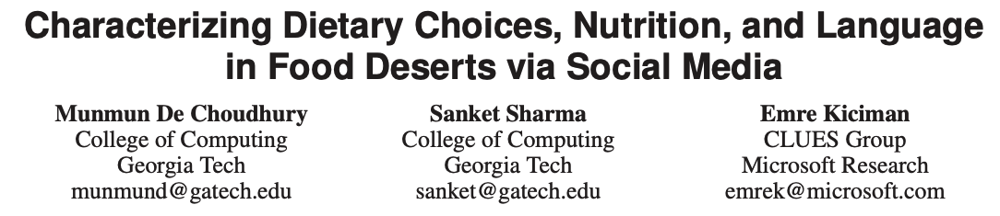 Characterizing Dietary Choices, Nutrition, and Language
in Food Deserts via Social Media
Munmun De Choudhury
College of Computing
Georgia Tech
munmund@gatech.edu
Sanket Sharma
College of Computing
Georgia Tech
sanket@gatech.edu
Emre Kiciman
CLUES Group
Microsoft Research
emrek@microsoft.com